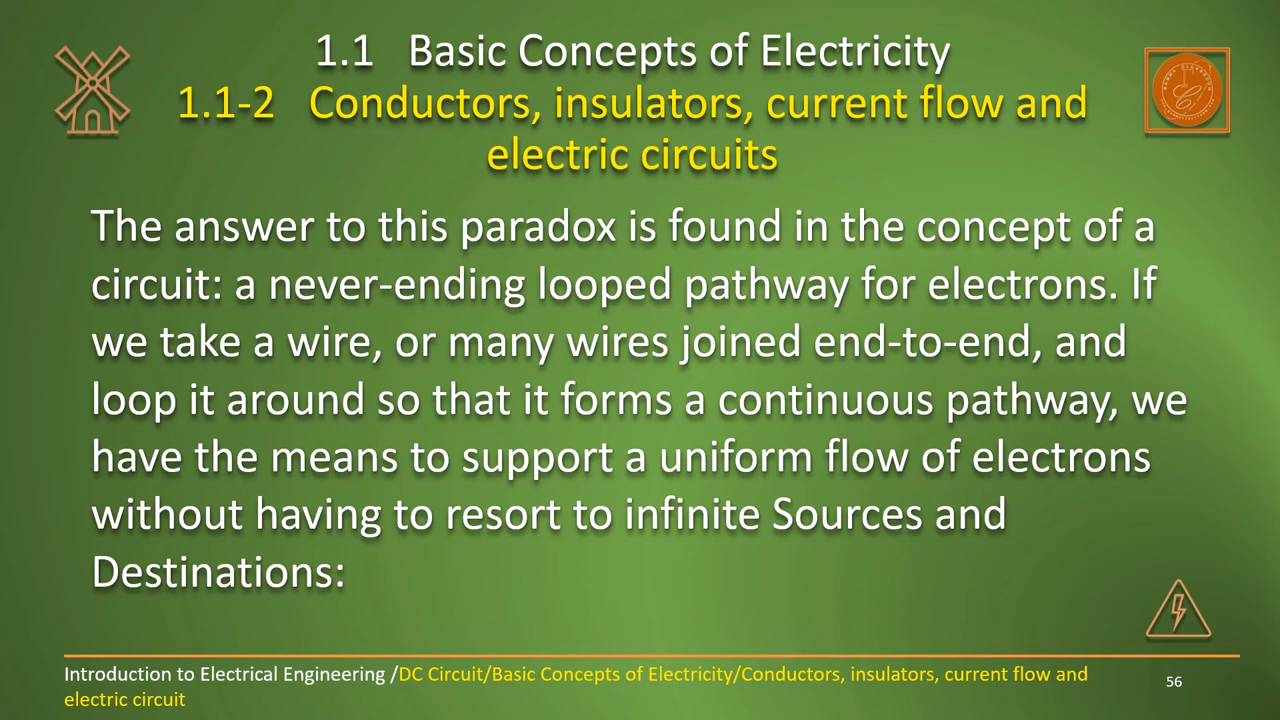 1.1 Basic Concepts of Electricity
1.1-2 Conductors, insulators, current flow and
electric circuits
The answer to this paradox is found in the concept of a
circuit: a never-ending looped pathway for electrons. If
we take a wire, or many wires joined end-to-end, and
loop it around so that it forms a continuous pathway, we
have the means to support a uniform flow of electrons
without having to resort to infinite Sources and
Destinations:
Introduction to Electrical Engineering /DC Circuit/Basic Concepts of Electricity/Conductors, insulators, current flow and
electric circuit
56